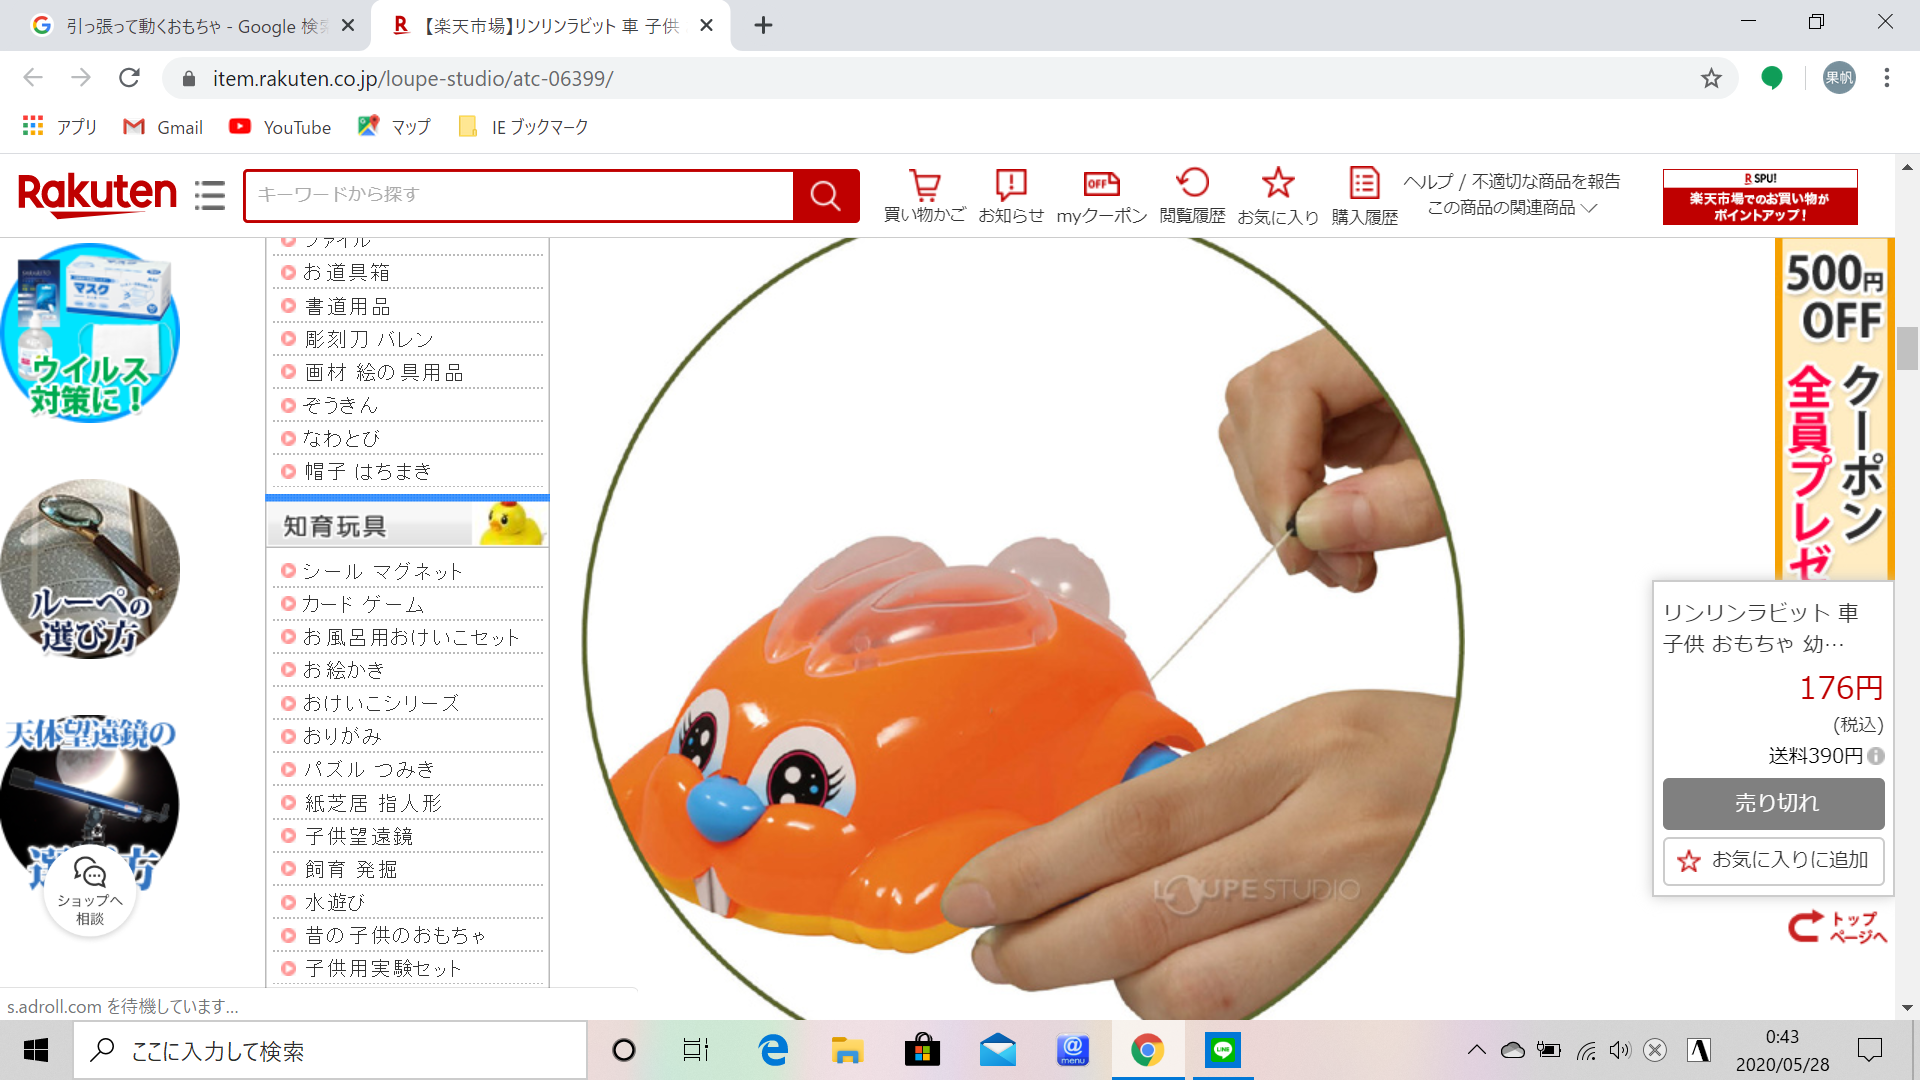 引っ張って動くおもちゃ - Google 検索
【楽天市場】リンリンラビット 車 子供
item.rakuten.co.jp/loupe-studio/atc-06399/
アプリ
Gmail
YouTube
マップ
IE ブックマーク
Rakuten
キーワードから探す
買い物かご
お知らせ
OFF
myクーポン
閲覧履歴
お気に入り
購入履歴
ヘルプ / 不適切な商品を報告
この商品の関連商品
R SPU!
楽天市場でのお買い物が
ポイントアップ！
マスク
ウイルス
対策に！
ルーペの
選び方
天体望遠鏡の
選び方
ショップへ
相談
ファイル
お道具箱
書道用品
彫刻刀 バレン
画材 絵の具用品
ぞうきん
なわとび
帽子 はちまき
知育玩具
シール マグネット
カード ゲーム
お風呂用おけいこセット
お絵かき
おけいこシリーズ
おりがみ
パズル つみき
紙芝居 指人形
子供望遠鏡
飼育 発掘
水遊び
昔の子供のおもちゃ
子供用実験セット
LOUPE STUDIO
500円
OFF
クーポン
全員プレゼ
リンリンラビット 車
子供 おもちゃ 幼…
176円
(税込)
送料390円
売り切れ
お気に入りに追加
トップ
ページへ
s.adroll.com を待機しています...
ここに入力して検索
@
menu
LINE
A
0:43
2020/05/28
果帆